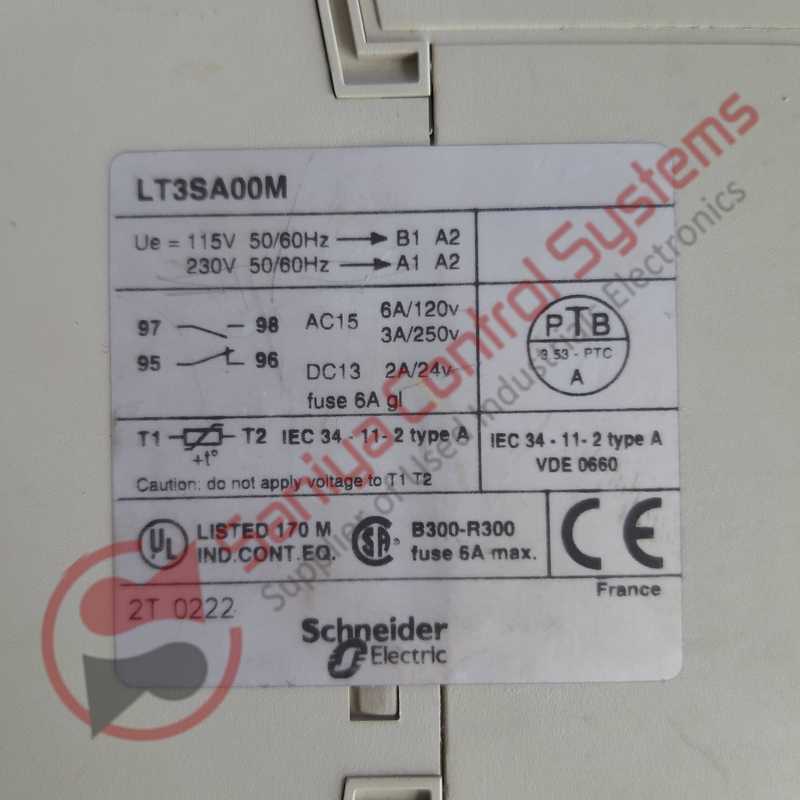 LT3SA00M
Ue = 115V 50/60Hz → B1 A2
230V 50/60Hz → A1 A2
97 98 AC15 6A/120v
3A/250v
95 96
DC13 2A/24v
fuse 6A gl
PTB
3.53 - PTC
A
T1 T2 IEC 34 - 11- 2 type A
+t°
Caution: do not apply voltage to T1 T2
IEC 34 - 11- 2 type A
VDE 0660
UL LISTED 170 M
IND.CONT.EQ.
SA ® B300-R300
fuse 6A max.
CE
France
2T 0222
Schneider
Electric
Saniya Control Systems
Supplier of Used Industrial Electronics